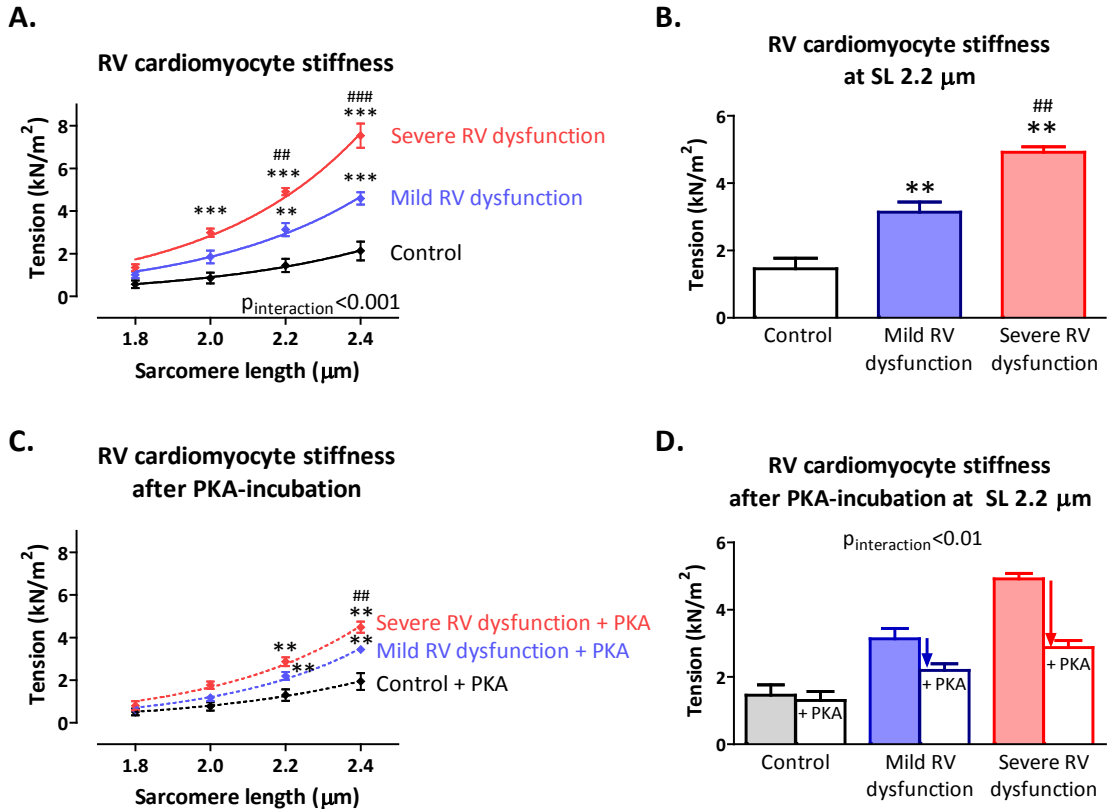 A.
RV cardiomyocyte stiffness
Tension (kN/m²)
8
6
4
2
0
###
***
Severe RV dysfunction
##
***
***
***
Mild RV dysfunction
**
Control
pinteraction<0.001
1.8 2.0 2.2 2.4
Sarcomere length (μm)
B.
RV cardiomyocyte stiffness
at SL 2.2 μm
Tension (kN/m²)
6
4
2
0
##
**
**
Control
Mild RV
dysfunction
Severe RV
dysfunction
C.
RV cardiomyocyte stiffness
after PKA-incubation
Tension (kN/m²)
8
6
4
2
0
##
**
Severe RV dysfunction + PKA
**
**
Mild RV dysfunction + PKA
**
Control + PKA
1.8 2.0 2.2 2.4
Sarcomere length (μm)
D.
RV cardiomyocyte stiffness
after PKA-incubation at SL 2.2 μm
pinteraction<0.01
Tension (kN/m²)
6
4
2
0
+ PKA
+ PKA
+ PKA
Control
Mild RV
dysfunction
Severe RV
dysfunction